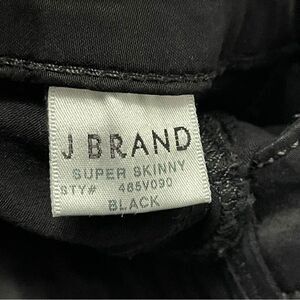 J BRAND
SUPER SKINNY
STY# 485V090
BLACK